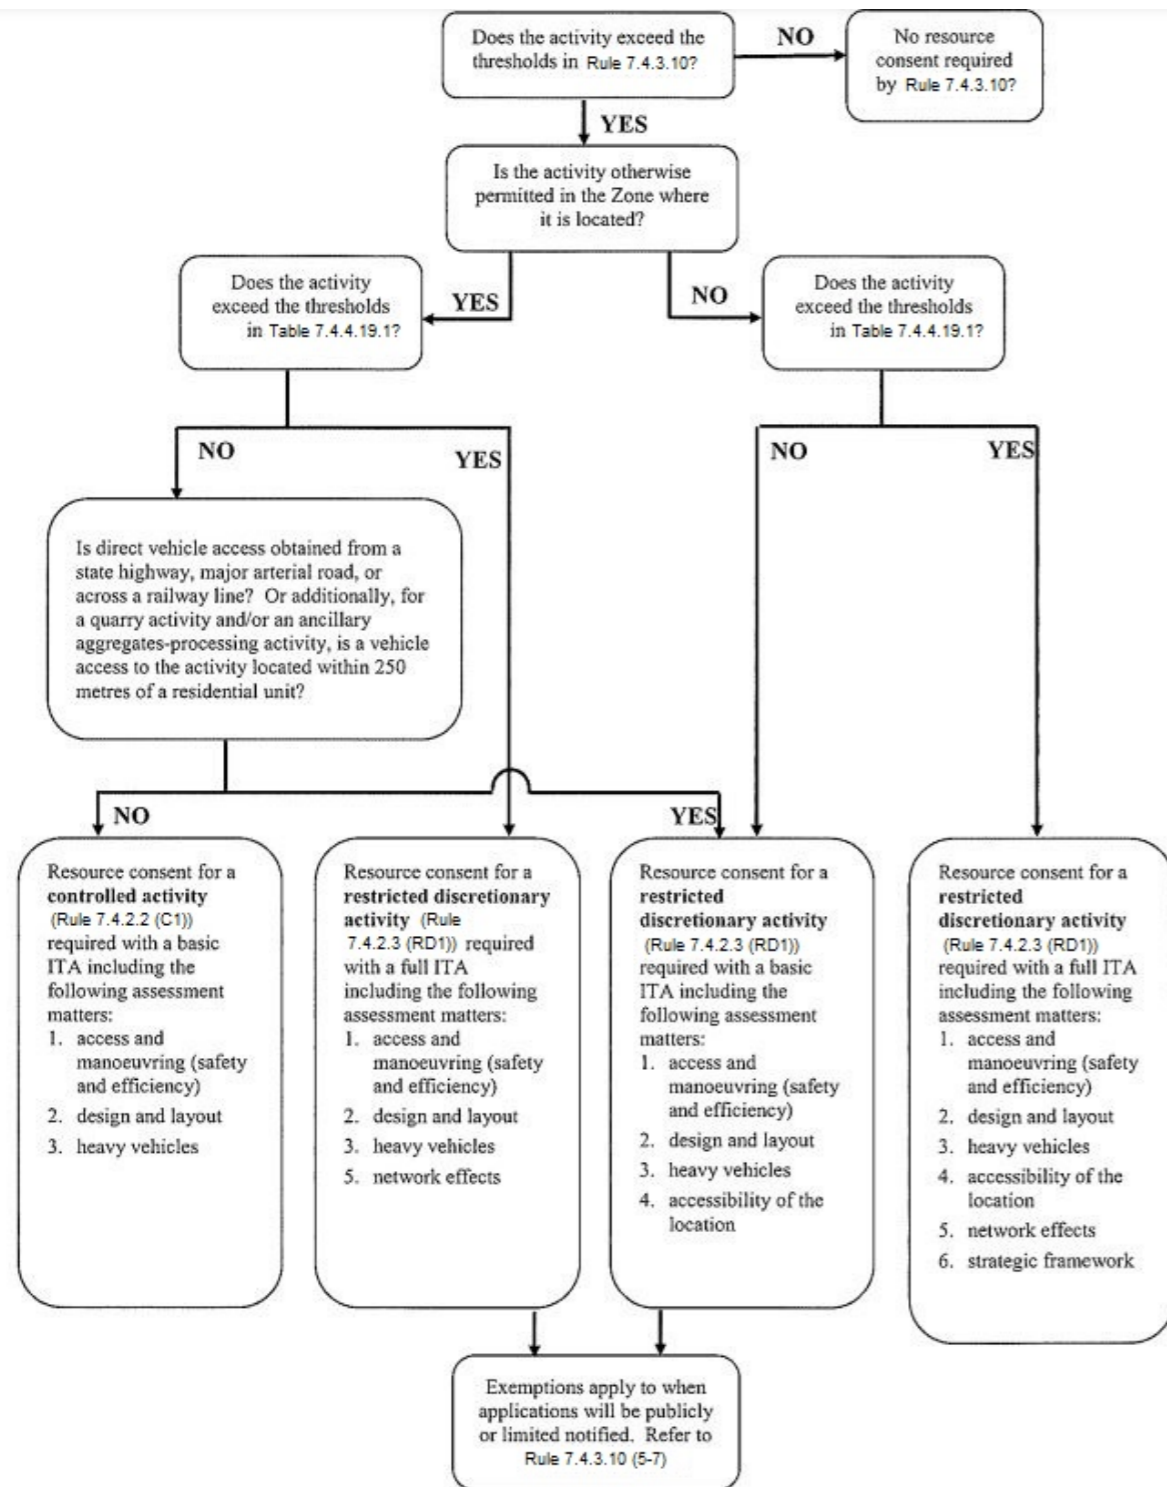 Does the activity exceed the
thresholds in Rule 7.4.3.10?
NO
No resource
consent required
by Rule 7.4.3.10?
YES
Is the activity otherwise
permitted in the Zone where
it is located?
Does the activity
exceed the thresholds
in Table 7.4.4.19.1?
YES
NO
Does the activity
exceed the thresholds
in Table 7.4.4.19.1?
NO
YES
NO
YES
Is direct vehicle access obtained from a
state highway, major arterial road, or
across a railway line? Or additionally, for
a quarry activity and/or an ancillary
aggregates-processing activity, is a vehicle
access to the activity located within 250
metres of a residential unit?
NO
YES
Resource consent for a
controlled activity
(Rule 7.4.2.2 (C1))
required with a basic
ITA including the
following assessment
matters:
1. access and
manoeuvring (safety
and efficiency)
2. design and layout
3. heavy vehicles
Resource consent for a
restricted discretionary
activity (Rule
7.4.2.3 (RD1)) required
with a full ITA
including the following
assessment matters:
1. access and
manoeuvring (safety
and efficiency)
2. design and layout
3. heavy vehicles
5. network effects
Resource consent for a
restricted
discretionary activity
(Rule 7.4.2.3 (RD1))
required with a basic
ITA including the
following assessment
matters:
1. access and
manoeuvring (safety
and efficiency)
2. design and layout
3. heavy vehicles
4. accessibility of the
location
Resource consent for a
restricted
discretionary activity
(Rule 7.4.2.3 (RD1))
required with a full ITA
including the following
assessment matters:
1. access and
manoeuvring (safety
and efficiency)
2. design and layout
3. heavy vehicles
4. accessibility of the
location
5. network effects
6. strategic framework
Exemptions apply to when
applications will be publicly
or limited notified. Refer to
Rule 7.4.3.10 (5-7)